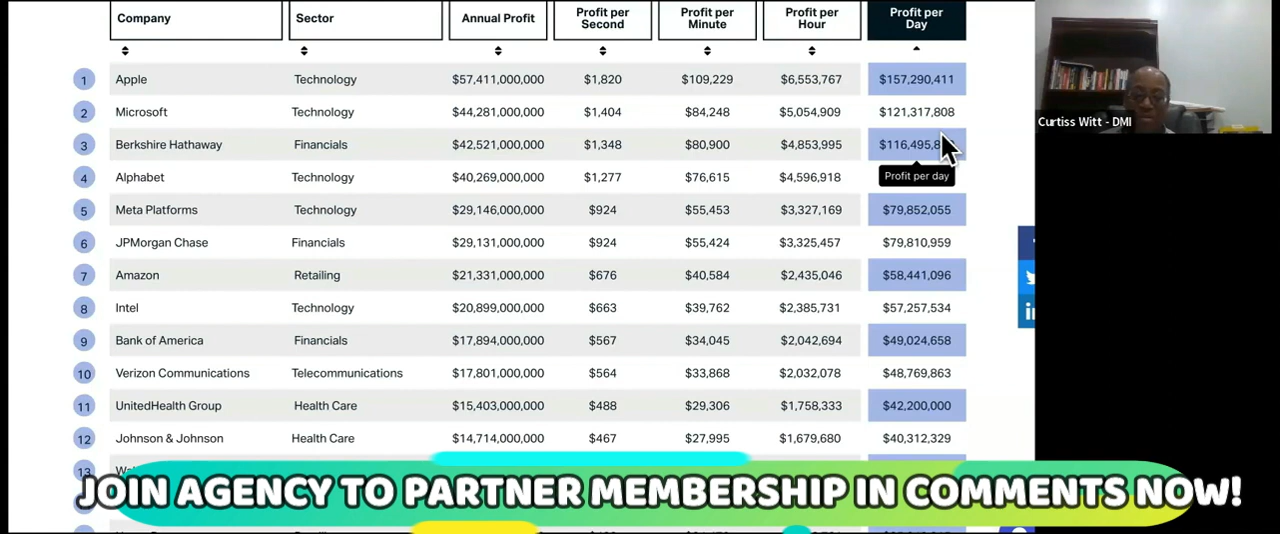 Company Sector Annual Profit Profit per Second Profit per Minute Profit per Hour Profit per Day
1 Apple Technology $57,411,000,000 $1,820 $109,229 $6,553,767 $157,290,411
2 Microsoft Technology $44,281,000,000 $1,404 $84,248 $5,054,909 $121,317,808
3 Berkshire Hathaway Financials $42,521,000,000 $1,348 $80,900 $4,853,995
4 Alphabet Technology $40,269,000,000 $1,277 $76,615 $4,596,918
Profit per day
5 Meta Platforms Technology $29,146,000,000 $924 $55,453 $3,327,169 $79,852,055
6 JPMorgan Chase Financials $29,131,000,000 $924 $55,424 $3,325,457 $79,810,959
7 Amazon Retailing $21,331,000,000 $676 $40,584 $2,435,046 $58,441,096
8 Intel Technology $20,899,000,000 $663 $39,762 $2,385,731 $57,257,534
9 Bank of America Financials $17,894,000,000 $567 $34,045 $2,042,694 $49,024,658
10 Verizon Communications Telecommunications $17,801,000,000 $564 $33,868 $2,032,078 $48,769,863
11 UnitedHealth Group Health Care $15,403,000,000 $488 $29,306 $1,758,333 $42,200,000
12 Johnson & Johnson Health Care $14,714,000,000 $467 $27,995 $1,679,680 $40,312,329
13
JOIN AGENCY TO PARTNER MEMBERSHIP IN COMMENTS NOW!
Curtiss Witt - DMI